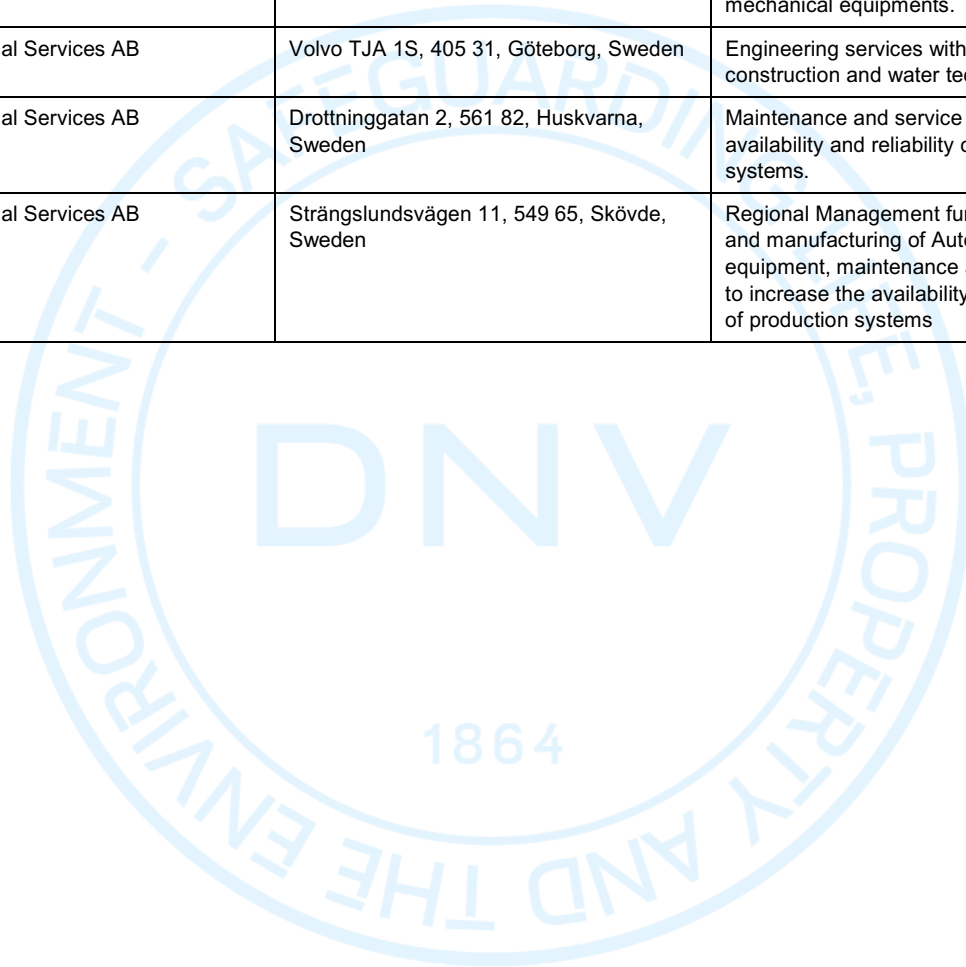 mechanical equipments.
al Services AB
Volvo TJA 1S, 405 31, Göteborg, Sweden
Engineering services with
construction and water
al Services AB
Drottninggatan 2, 561 82, Huskvarna,
Sweden
Maintenance and service
availability and reliability
systems.
al Services AB
Strängslundsvägen 11, 549 65, Skövde,
Sweden
Regional Management
and manufacturing of
equipment, maintenance
to increase the availability
of production systems
SAFEGUARDING LIFE, PROPERTY AND THE ENVIRONMENT -
DNV
1864